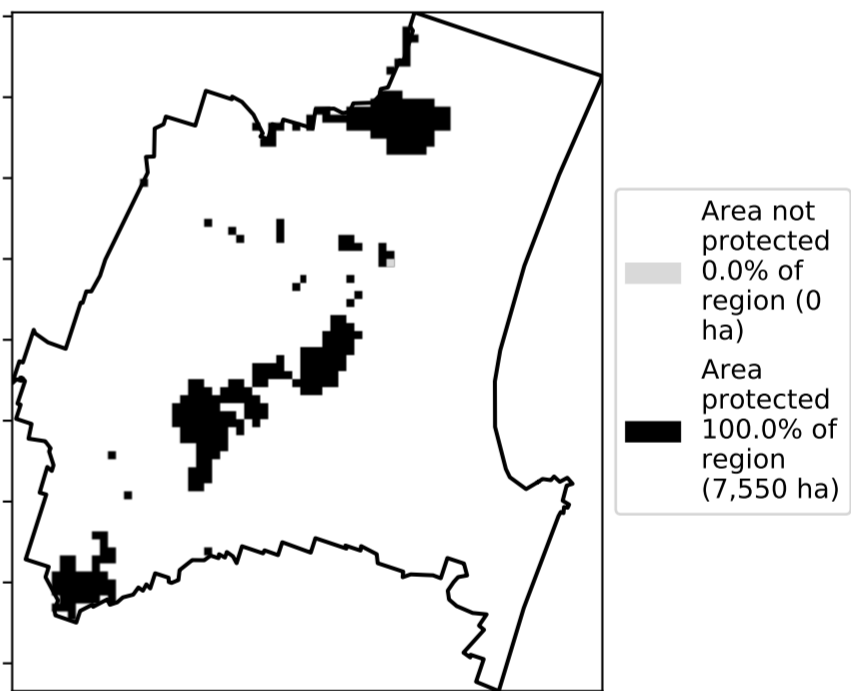 Area not
protected
0.0% of
region (0
ha)
Area
protected
100.0% of
region
(7,550 ha)